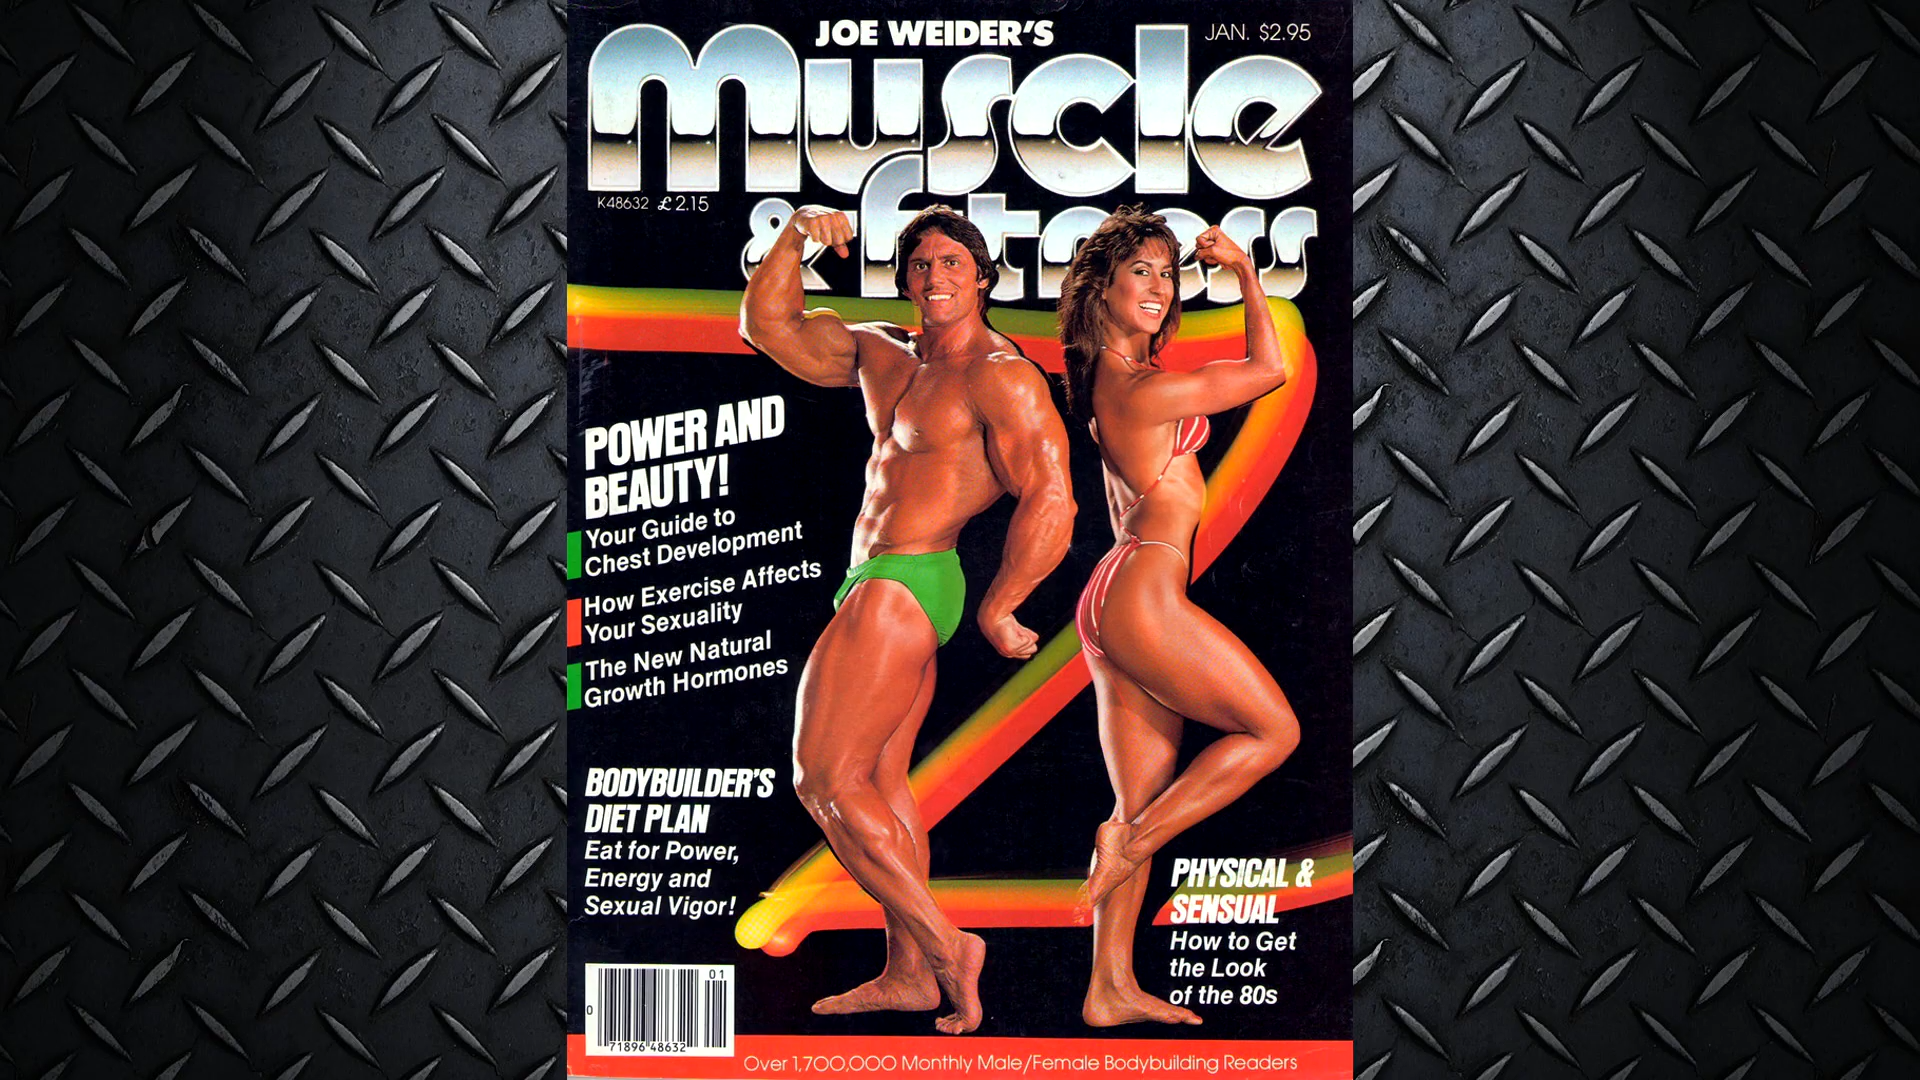 JOE WEIDER'S
JAN. $2.95
Muscle
& fitness
K48632 £2.15
POWER AND
BEAUTY!
Your Guide to
Chest Development
How Exercise Affects
Your Sexuality
The New Natural
Growth Hormones
BODYBUILDER'S
DIET PLAN
Eat for Power,
Energy and
Sexual Vigor!
PHYSICAL &
SENSUAL
How to Get
the Look
of the 80s
01
0
71896 48632
Over 1,700,000 Monthly Male/Female Bodybuilding Readers